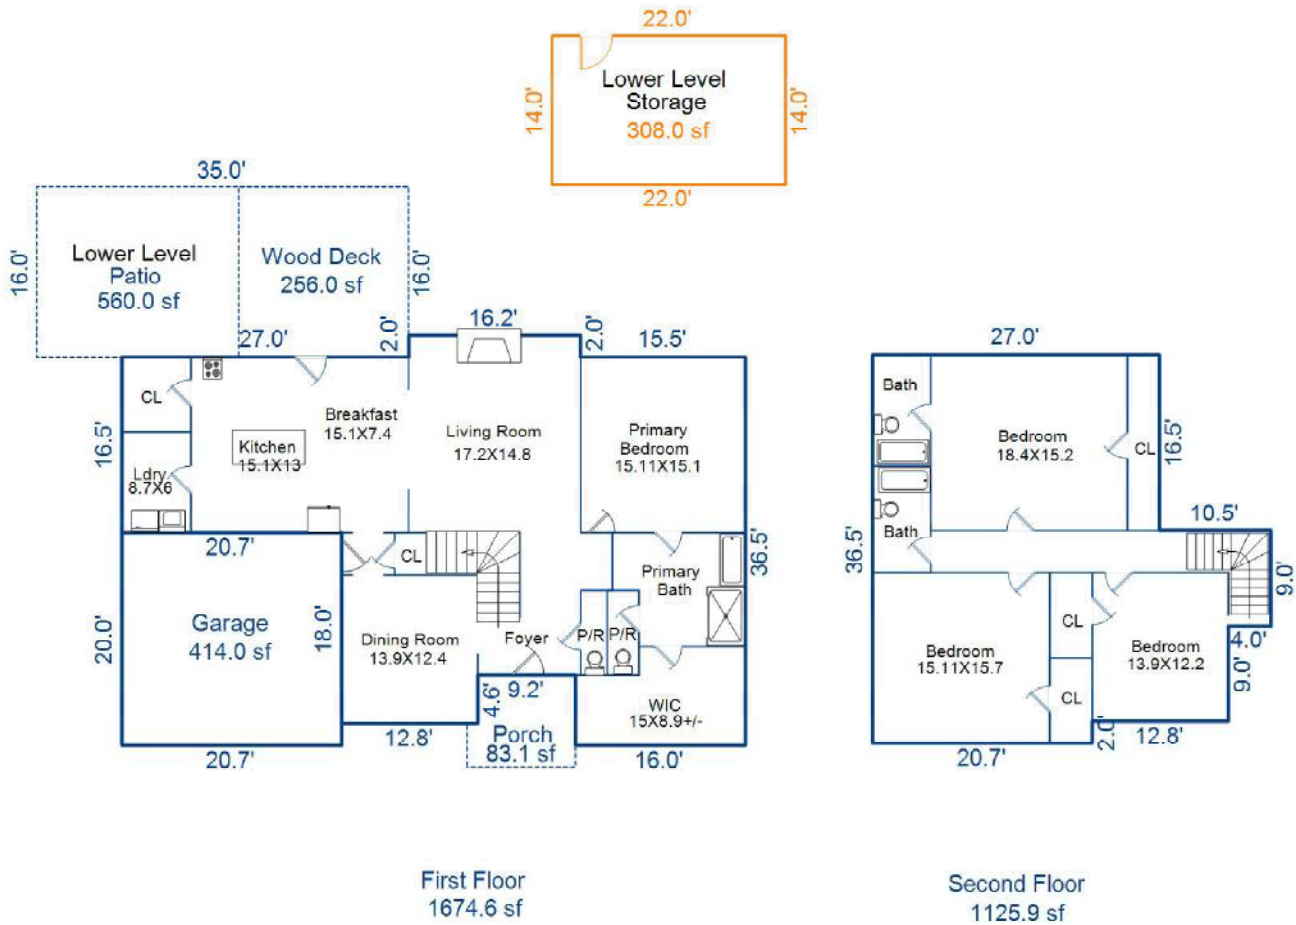 22.0'
14.0'
Lower Level
Storage
308.0 sf
14.0'
22.0'
35.0'
16.0'
Lower Level
Patio
560.0 sf
Wood Deck
256.0 sf
16.0'
27.0'
2.0'
16.2'
2.0'
15.5'
CL
Breakfast
15.1X7.4
Kitchen
15.1X13
Living Room
17.2X14.8
Primary
Bedroom
15.11X15.1
16.5'
Ldry
8.7X6
20.7'
CL
36.5'
Primary
Bath
20.0'
Garage
414.0 sf
18.0'
Dining Room
13.9X12.4
Foyer
P/R
P/R
4.6'
9.2'
WIC
15X8.9+/-
Porch
83.1 sf
20.7'
12.8'
16.0'
27.0'
Bath
Bedroom
18.4X15.2
CL
16.5'
Bath
10.5'
36.5'
9.0'
CL
Bedroom
15.11X15.7
Bedroom
13.9X12.2
4.0'
9.0'
CL
2.0'
20.7'
12.8'
First Floor
1674.6 sf
Second Floor
1125.9 sf